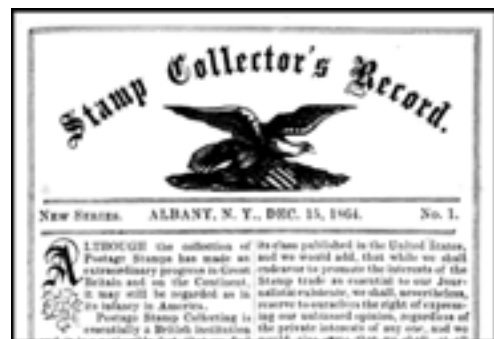 Stamp Collector's Record.
NEW SERIES. ALBANY, N. Y., DEC. 15, 1864. No. 1.
ALTHOUGH the collection of
Postage Stamps has made an
extraordinary progress in Great
Britain and on the Continent,
it may still be regarded as in
its infancy in America.
Postage Stamp Collecting is
essentially a British institution
its class published in the United States,
and we would add, that while we shall
endeavor to promote the interests of the
Stamp trade as essential to our Jour-
nalistic existence, we shall, nevertheless,
reserve to ourselves the right of express-
ing our unbiased opinion, regardless of
the private interests of any one, and we